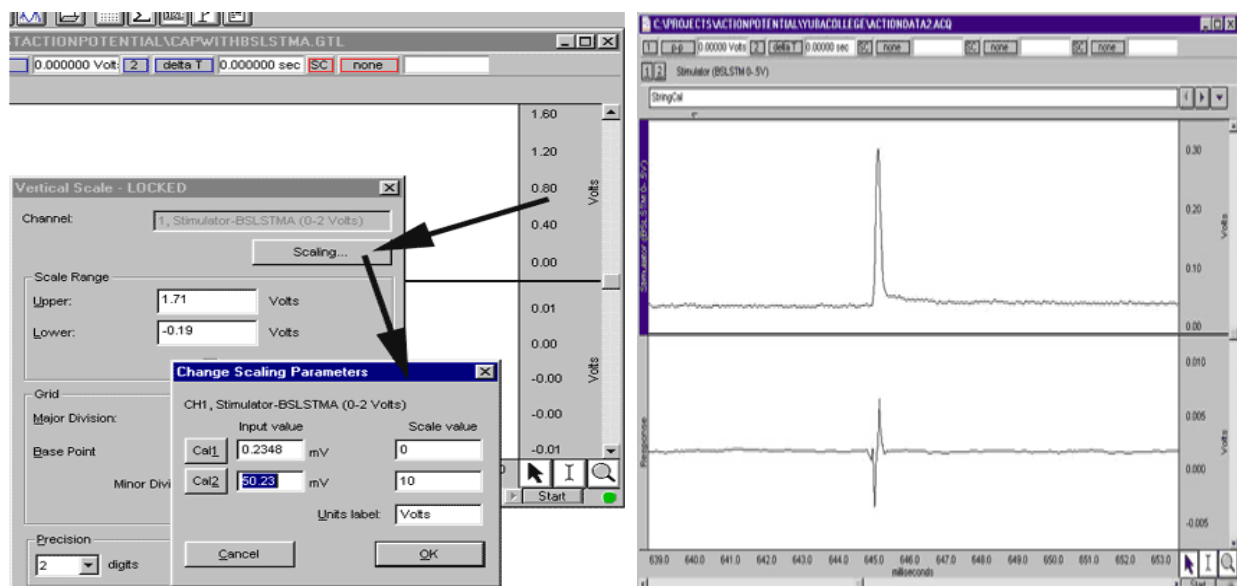 STACTIONPOTENTIAL\CAPWITHBSLSTMA.GTL
0.000000 Volt: 2 delta T 0.000000 sec SC none
1.60
1.20
0.80
0.40
0.00
Volts
0.01
0.00
-0.00
-0.00
-0.01
Volts
Start
Vertical Scale - LOCKED
Channel: 1, Stimulator-BSLSTMA (0-2 Volts)
Scaling...
Scale Range
Upper: 1.71 Volts
Lower: -0.19 Volts
Grid
Major Division:
Base Point
Minor Divi
Precision
2 digits
Change Scaling Parameters
CH1, Stimulator-BSLSTMA (0-2 Volts)
Input value Scale value
Cal1 0.2348 mV 0
Cal2 50.23 mV 10
Units label: Volts
Cancel OK
C:\PROJECTS\ACTIONPOTENTIAL\YUBACOLLEGE\ACTIONDATA2.ACQ
1 p-p 0.00000 Volts 2 delta T 0.00000 sec SC none SC none SC none
1 2 Stimulator (BSLSTM 0-.5V)
StringCal
Stimulator (BSLSTM 0-.5V)
0.30
0.20
0.10
0.00
Volts
Response
0.010
0.005
0.000
-0.005
Volts
639.0 640.0 641.0 642.0 643.0 644.0 645.0 646.0 647.0 648.0 649.0 650.0 651.0 652.0 653.0
milliseconds
Start